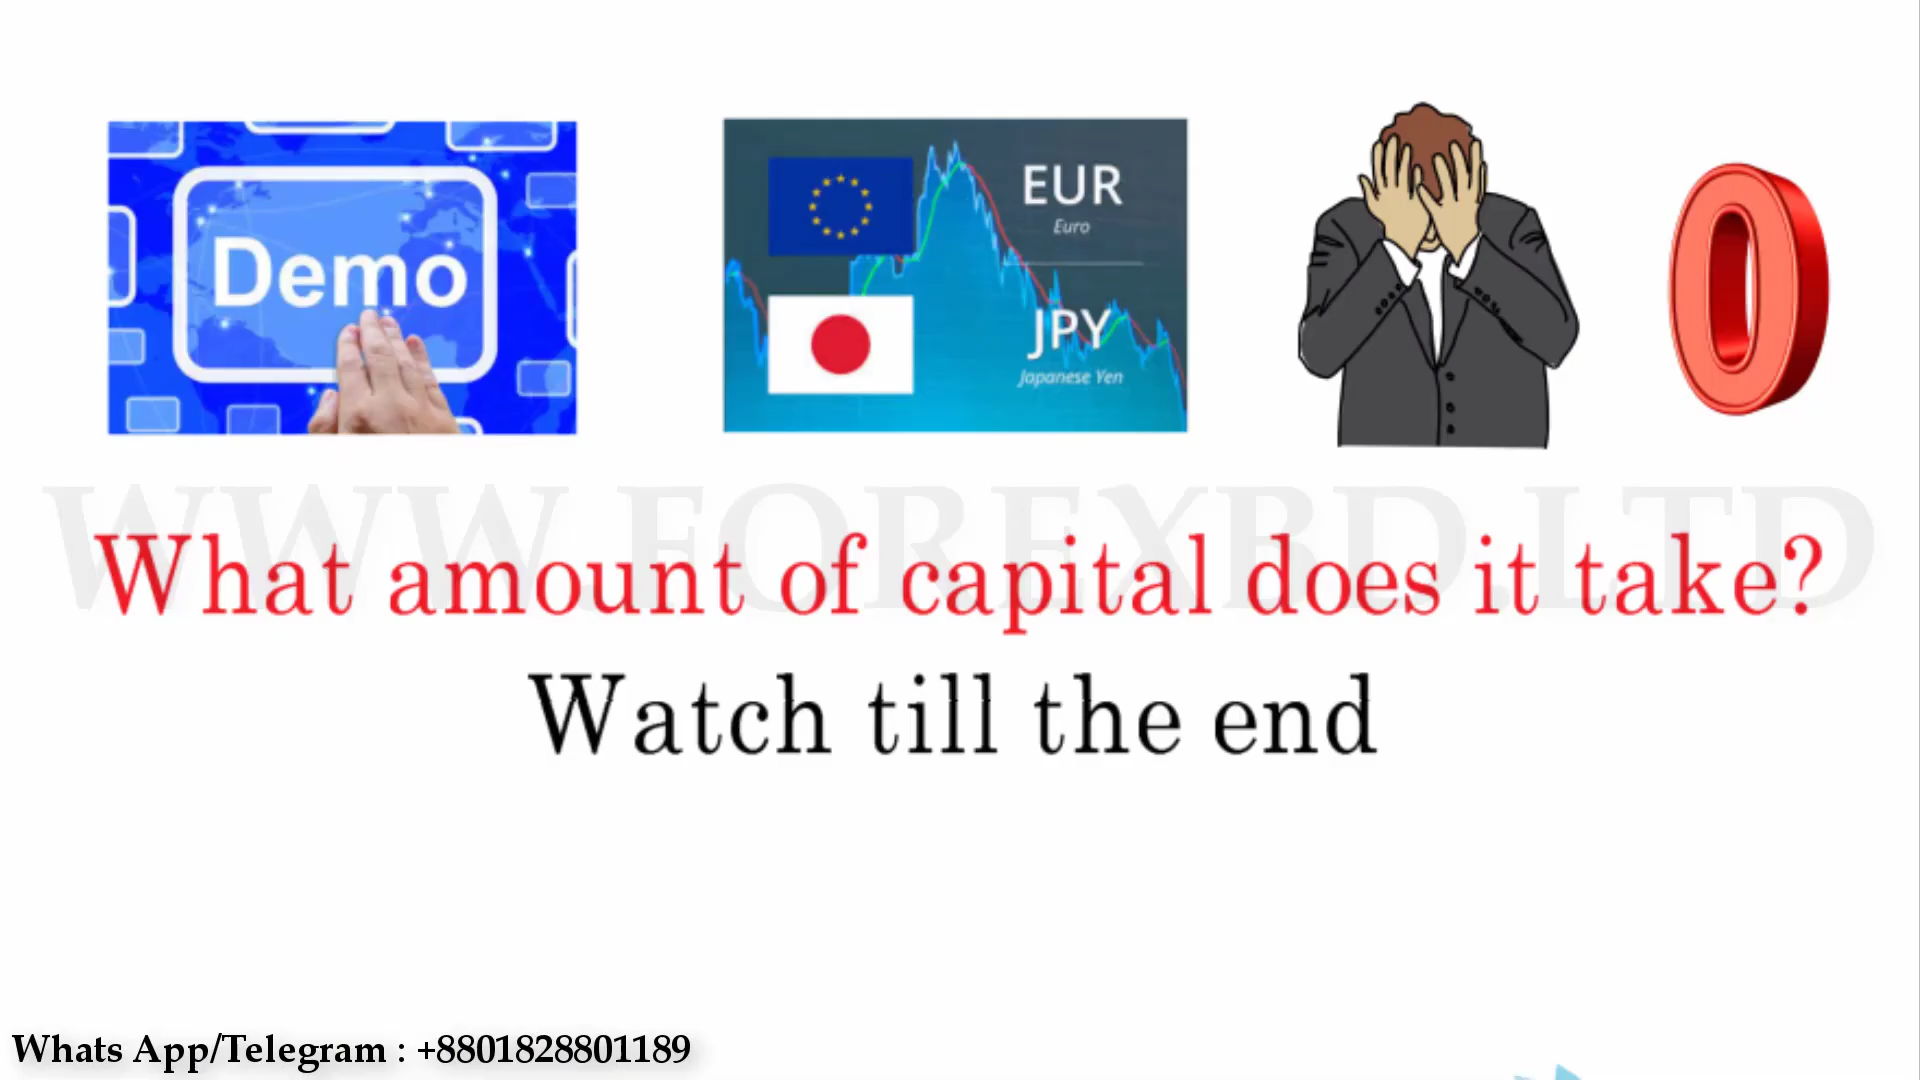 Demo
EUR
Euro
JPY
Japanese Yen
0
WWW.FOREXBD.LTD
What amount of capital does it take?
Watch till the end
Whats App/Telegram : +8801828801189